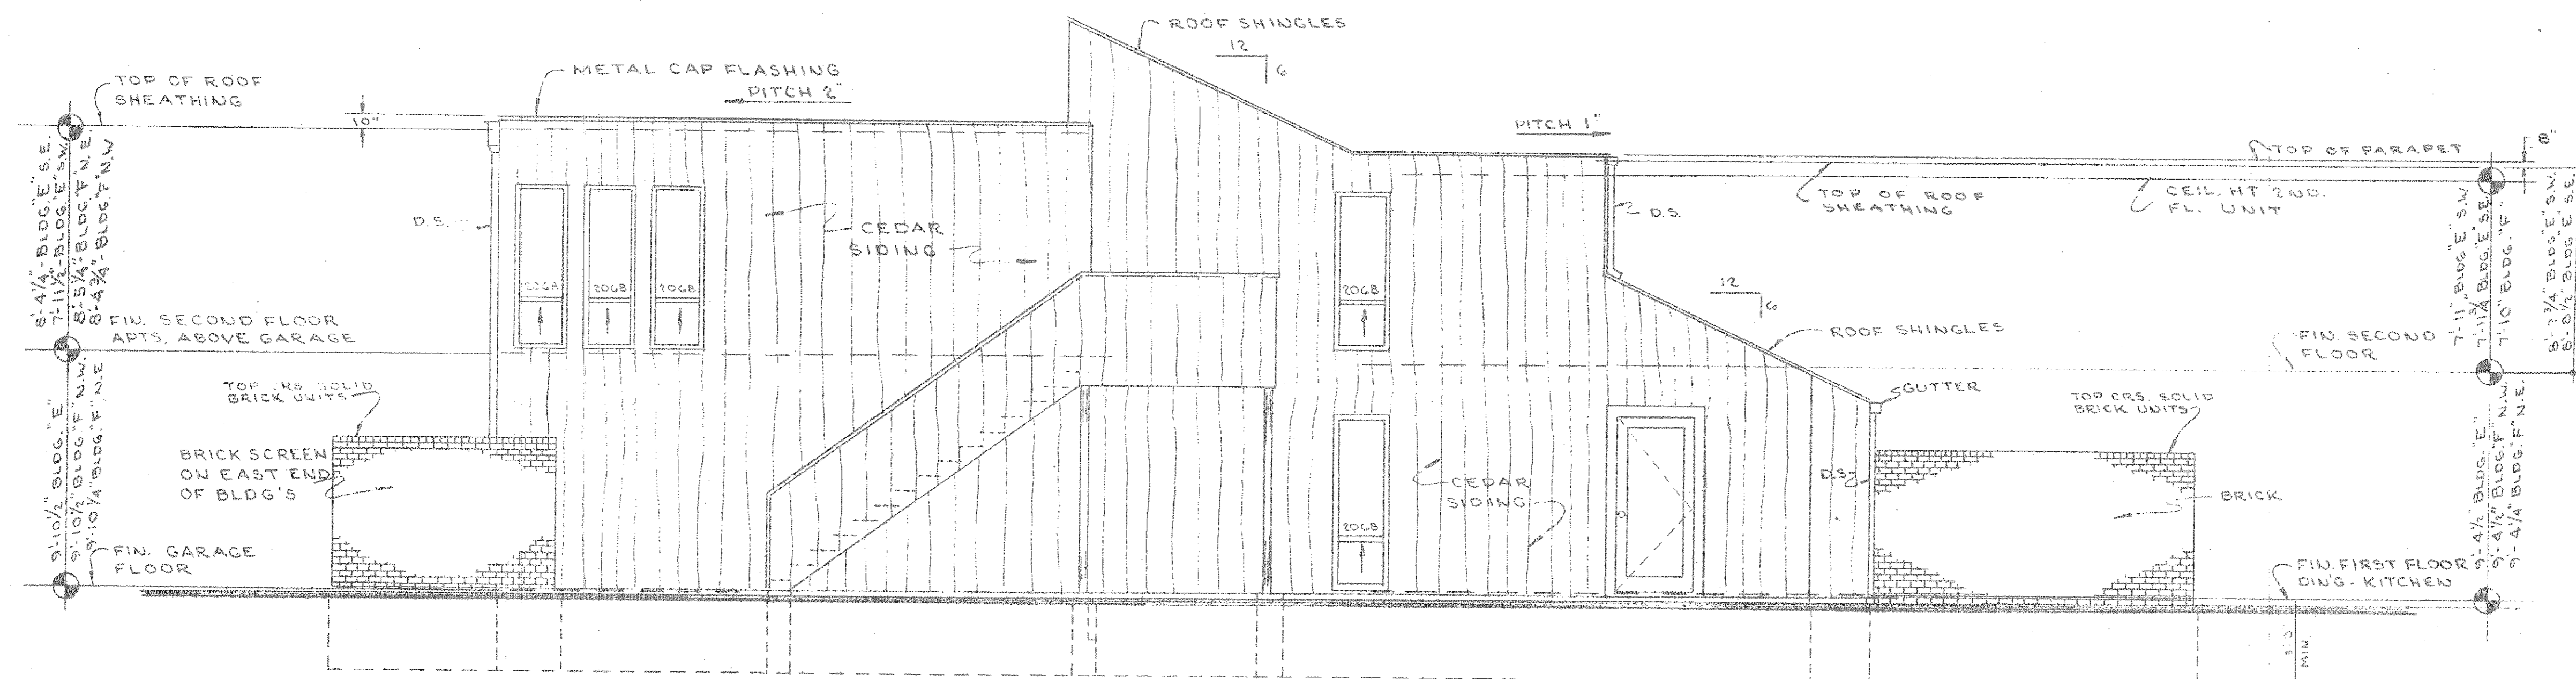 ROOF SHINGLES
12
6
METAL CAP FLASHING
PITCH 2"
TOP OF ROOF
SHEATHING
10"
PITCH 1"
8"
TOP OF PARAPET
TOP OF ROOF
SHEATHING
CEIL. HT 2ND.
FL. UNIT
8'-4 1/4"-BLDG."E" S.E.
7'-11 1/2"-BLDG."E" S.W.
8'-5 1/4"-BLDG."F" N.E.
8'-4 3/4"-BLDG."F" N.W
D.S.
CEDAR
SIDING
D.S.
7'-11" BLDG "E" S.W
7'-11 3/4" BLDG."E" S.E.
7'-10" BLDG. "F"
8'-7 3/4" BLDG."E" S.W.
8'-8 1/2" BLDG "E" S.E.
2068
2068
2068
12
6
FIN. SECOND FLOOR
APTS. ABOVE GARAGE
ROOF SHINGLES
FIN. SECOND
FLOOR
TOP CRS. SOLID
BRICK UNITS
GUTTER
TOP CRS. SOLID
BRICK UNITS
BRICK SCREEN
ON EAST END
OF BLDG'S
9'-10 1/2" BLDG. "E"
9'-10 1/2" BLDG."F" N.W.
9'-10 1/4" BLDG."F" N.E
CEDAR
SIDING
2068
D.S.
BRICK
9'-4 1/2" BLDG. "E"
9'-4 1/2" BLDG."F" N.W.
9'-4 1/4" BLDG."F" N.E.
FIN. GARAGE
FLOOR
FIN. FIRST FLOOR
DIN'G - KITCHEN
MIN